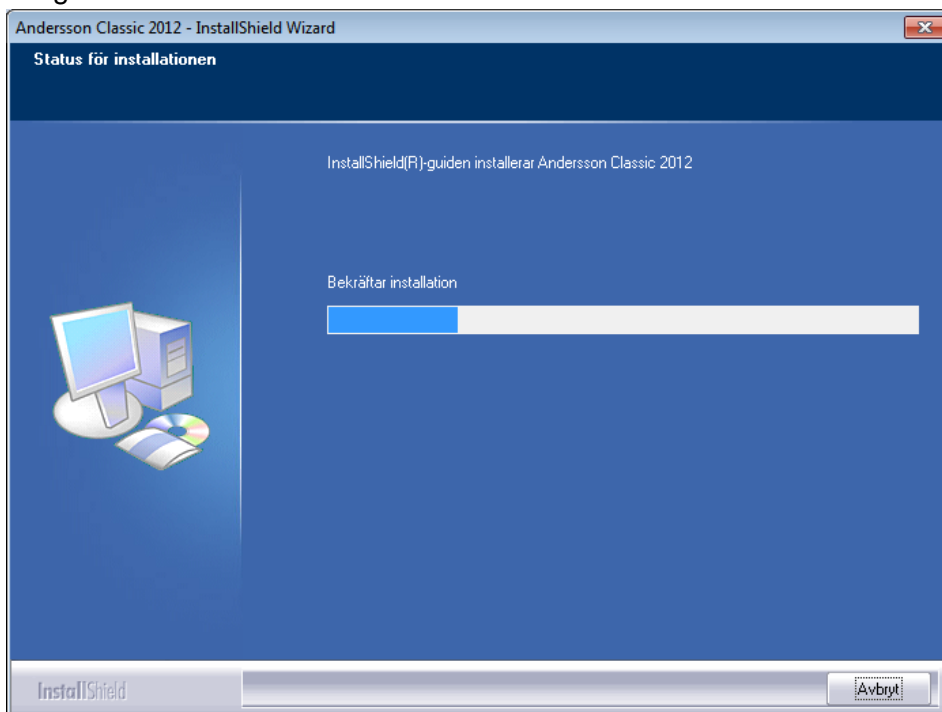 Andersson Classic 2012 - InstallShield Wizard
Status för installationen
InstallShield(R)-guiden installerar Andersson Classic 2012
Bekräftar installation
InstallShield
Avbryt